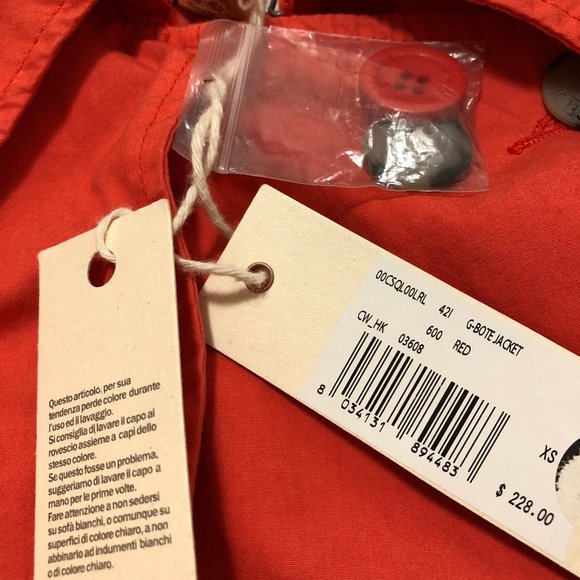 Questo articolo, per sua
tendenza perde colore durante
l'uso ed il lavaggio.
Si consiglia di lavare il capo al
rovescio assieme a capi dello
stesso colore.
Se questo fosse un problema,
suggeriamo di lavare il capo a
mano per le prime volte.
Fare attenzione a non sedersi
su sofà bianchi, o comunque su
superfici di colore chiaro, a non
abbinarlo ad indumenti bianchi
o di colore chiaro.
00CSQL00LRL 42I G-BOTE JACKET
CW_HK 03608 600 RED
8 034131 894483
XS
$ 228.00